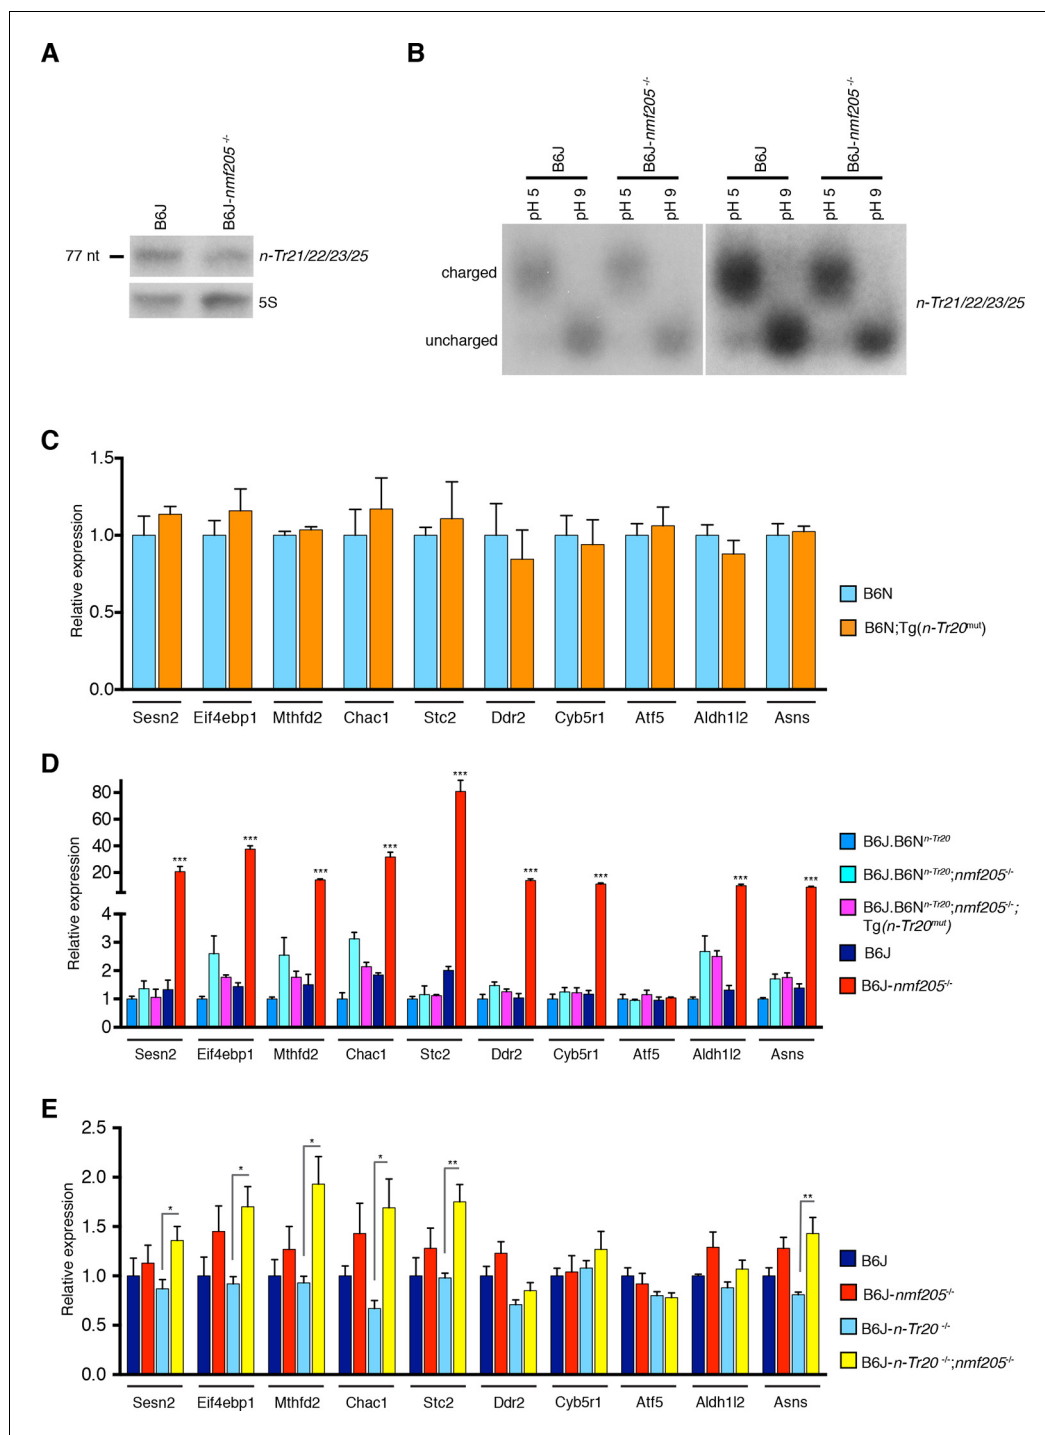 A
B6J
B6J-nmf205 -/-
77 nt
n-Tr21/22/23/25
5S
B
B6J
B6J-nmf205 -/-
B6J
B6J-nmf205 -/-
pH 5
pH 9
pH 5
pH 9
pH 5
pH 9
pH 5
pH 9
charged
uncharged
n-Tr21/22/23/25
C
Relative expression
1.5
1.0
0.5
0.0
Sesn2 Eif4ebp1 Mthfd2 Chac1 Stc2 Ddr2 Cyb5r1 Atf5 Aldh1l2 Asns
B6N
B6N;Tg(n-Tr20mut)
D
Relative expression
80
60
40
20
4
3
2
1
0
*** *** *** *** *** *** *** *** ***
Sesn2 Eif4ebp1 Mthfd2 Chac1 Stc2 Ddr2 Cyb5r1 Atf5 Aldh1l2 Asns
B6J.B6Nn-Tr20
B6J.B6Nn-Tr20;nmf205-/-
B6J.B6Nn-Tr20;nmf205-/-;
Tg(n-Tr20mut)
B6J
B6J-nmf205-/-
E
Relative expression
2.5
2.0
1.5
1.0
0.5
0.0
* * * * ** **
Sesn2 Eif4ebp1 Mthfd2 Chac1 Stc2 Ddr2 Cyb5r1 Atf5 Aldh1l2 Asns
B6J
B6J-nmf205-/-
B6J-n-Tr20 -/-
B6J-n-Tr20 -/-;nmf205-/-